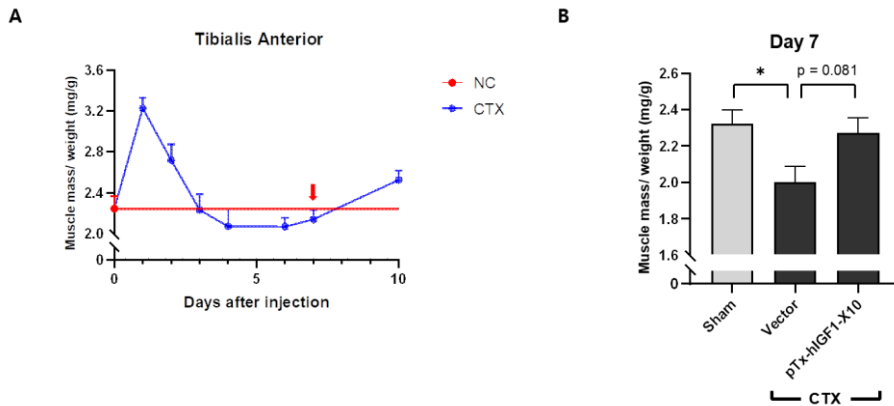 A
Tibialis Anterior
Muscle mass/ weight (mg/g)
3.6
3.2
2.8
2.4
2.0
0
0
5
10
Days after injection
NC
CTX
B
Day 7
Muscle mass/ weight (mg/g)
2.6
2.4
2.2
2.0
1.8
1.6
0
*
p = 0.081
Sham
Vector
pTx-hIGF1-X10
CTX